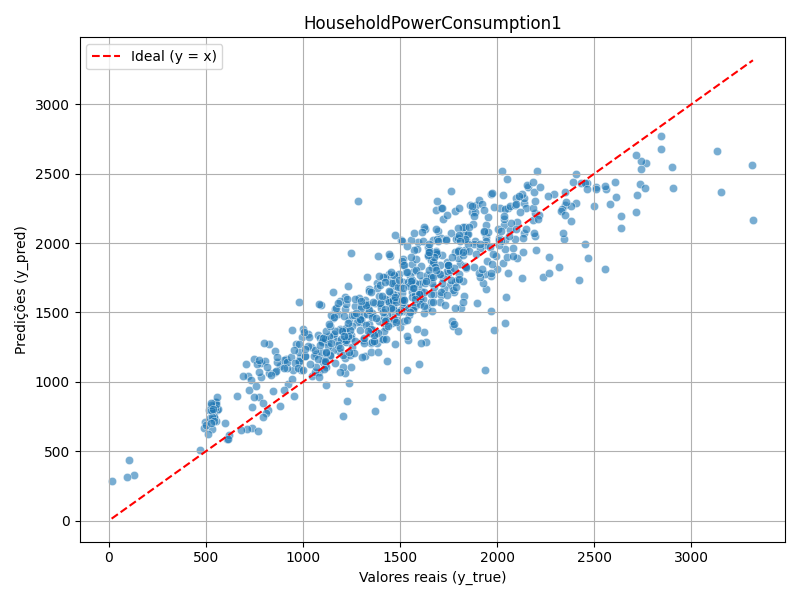 HouseholdPowerConsumption1
Ideal (y = x)
Predições (y_pred)
3000
2500
2000
1500
1000
500
0
0 500 1000 1500 2000 2500 3000
Valores reais (y_true)